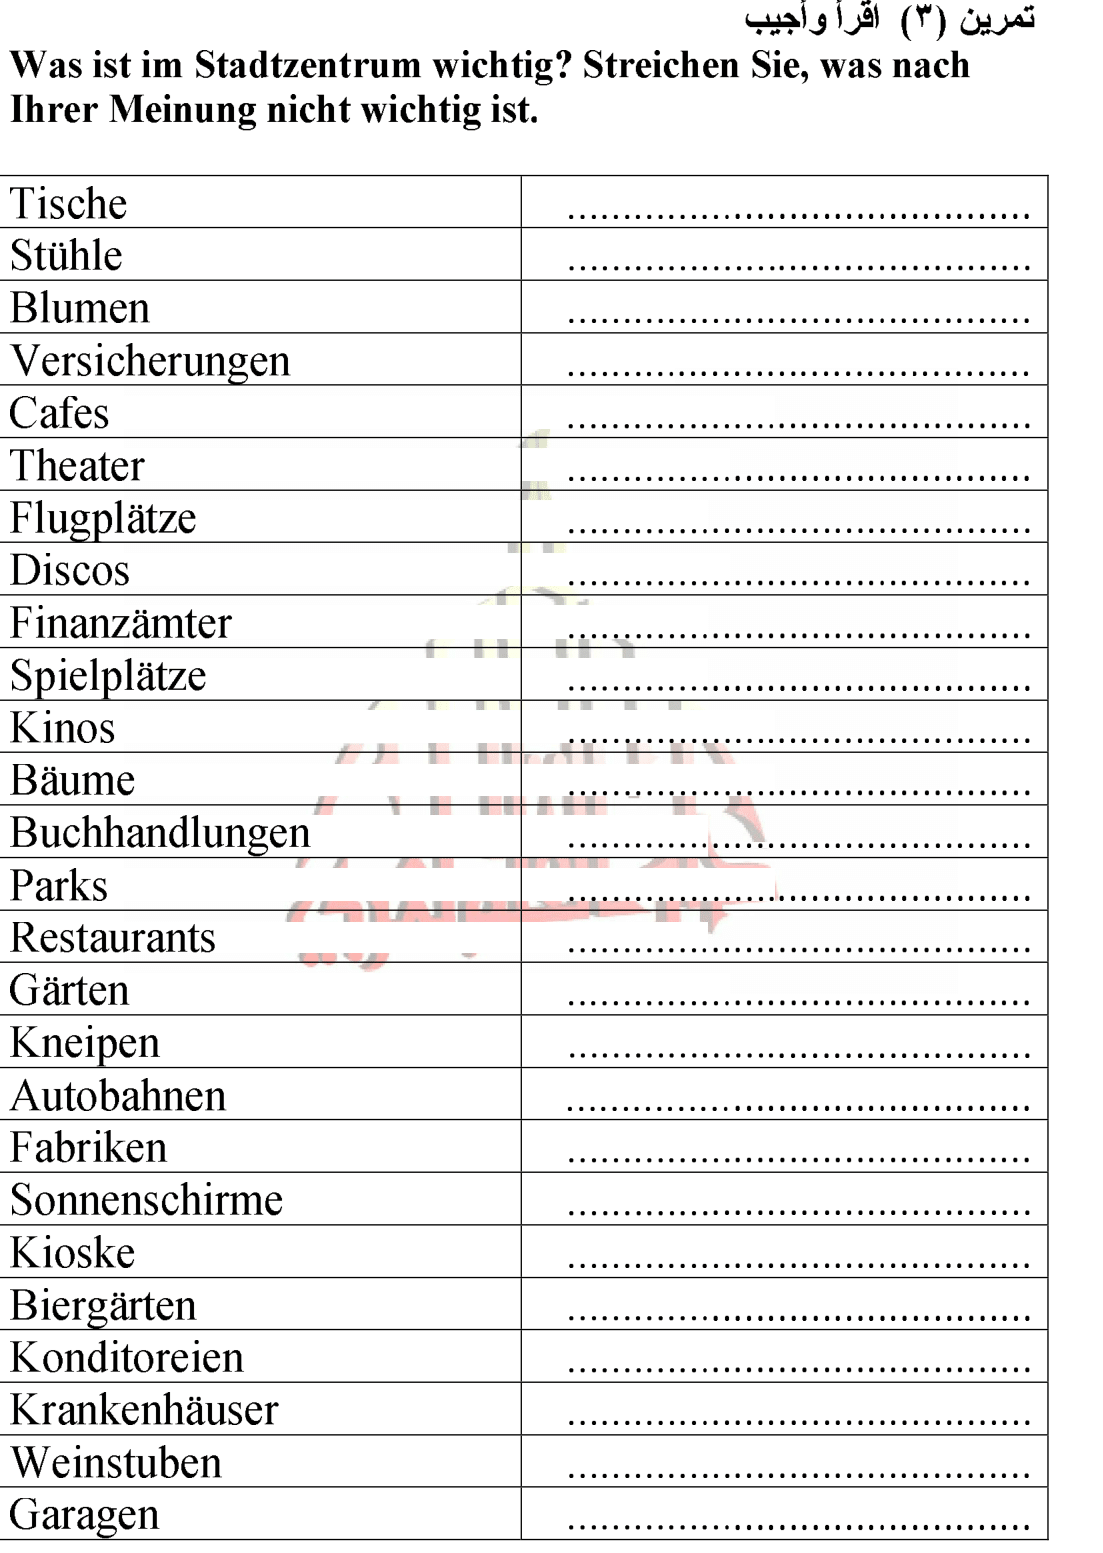 تمرين (٣) اقرأ وأجيب
Was ist im Stadtzentrum wichtig? Streichen Sie, was nach
Ihrer Meinung nicht wichtig ist.
Tische ..........................................
Stühle ..........................................
Blumen ..........................................
Versicherungen ..........................................
Cafes ..........................................
Theater ..........................................
Flugplätze ..........................................
Discos ..........................................
Finanzämter ..........................................
Spielplätze ..........................................
Kinos ..........................................
Bäume ..........................................
Buchhandlungen ..........................................
Parks ..........................................
Restaurants ..........................................
Gärten ..........................................
Kneipen ..........................................
Autobahnen ..........................................
Fabriken ..........................................
Sonnenschirme ..........................................
Kioske ..........................................
Biergärten ..........................................
Konditoreien ..........................................
Krankenhäuser ..........................................
Weinstuben ..........................................
Garagen ..........................................